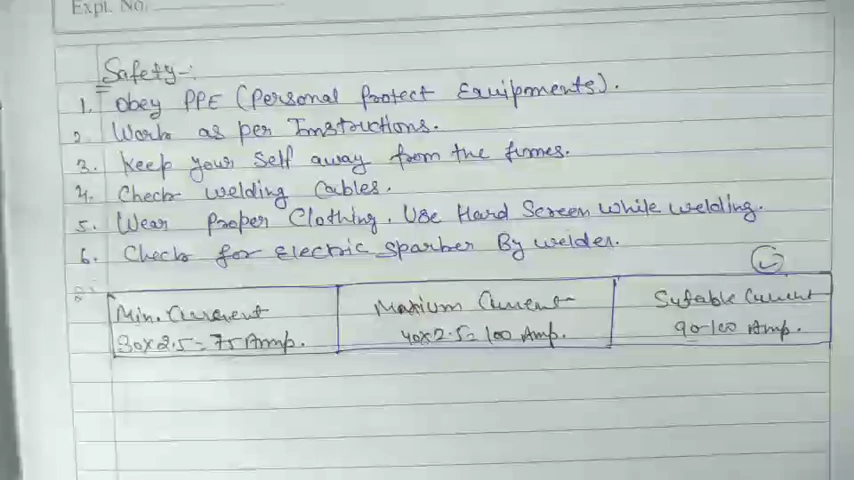 Expt. No.
Safety-:
1. Obey PPE (Personal Protect Equipments).
2. Work as per Instructions.
3. Keep your Self away from the fumes.
4. Check welding Cables.
5. Wear Proper Clothing. Use Hard Screen While welding.
6. Check for Electric Sparker By welder.
Min. Current Maxium Current Sutable Current
30x2.5=75 Amp. 40x2.5=100 Amp. 90-100 Amp.